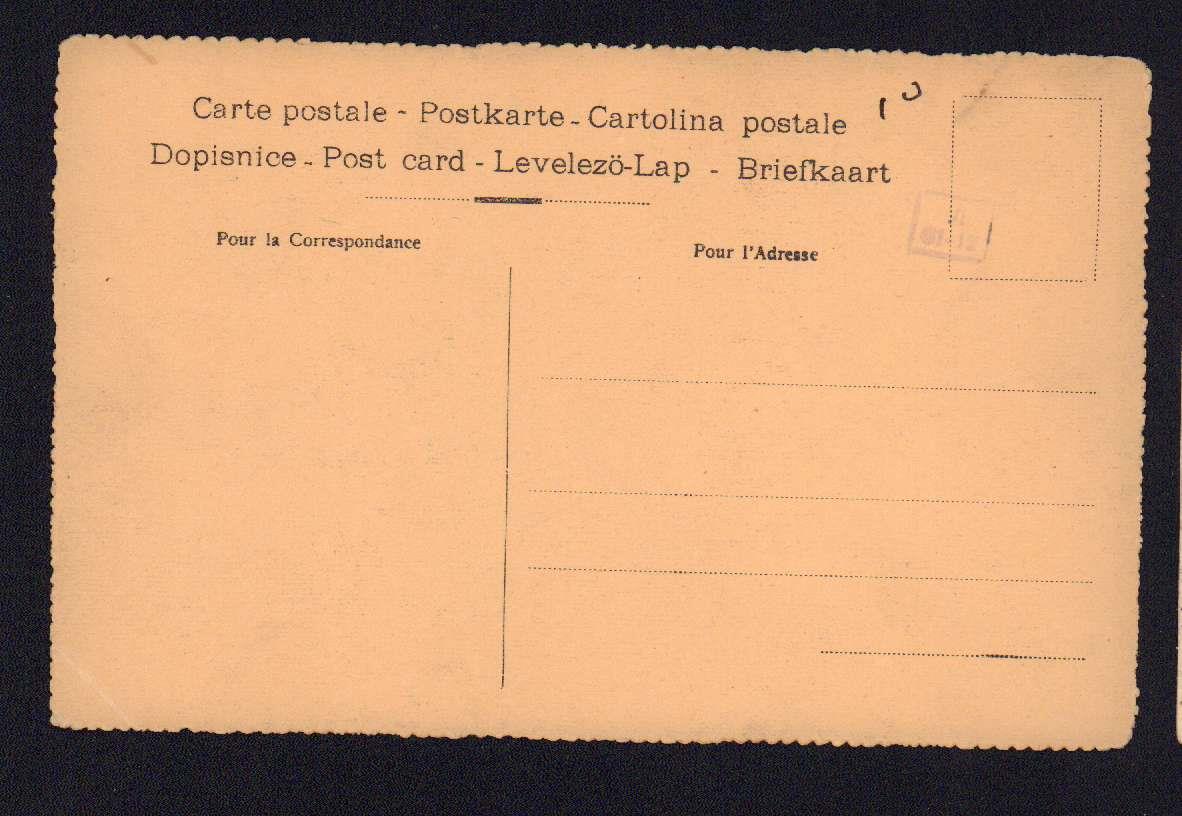 Carte postale - Postkarte - Cartolina postale
Dopisnice - Post card - Levelezö-Lap - Briefkaart
Pour la Correspondance
Pour l'Adresse